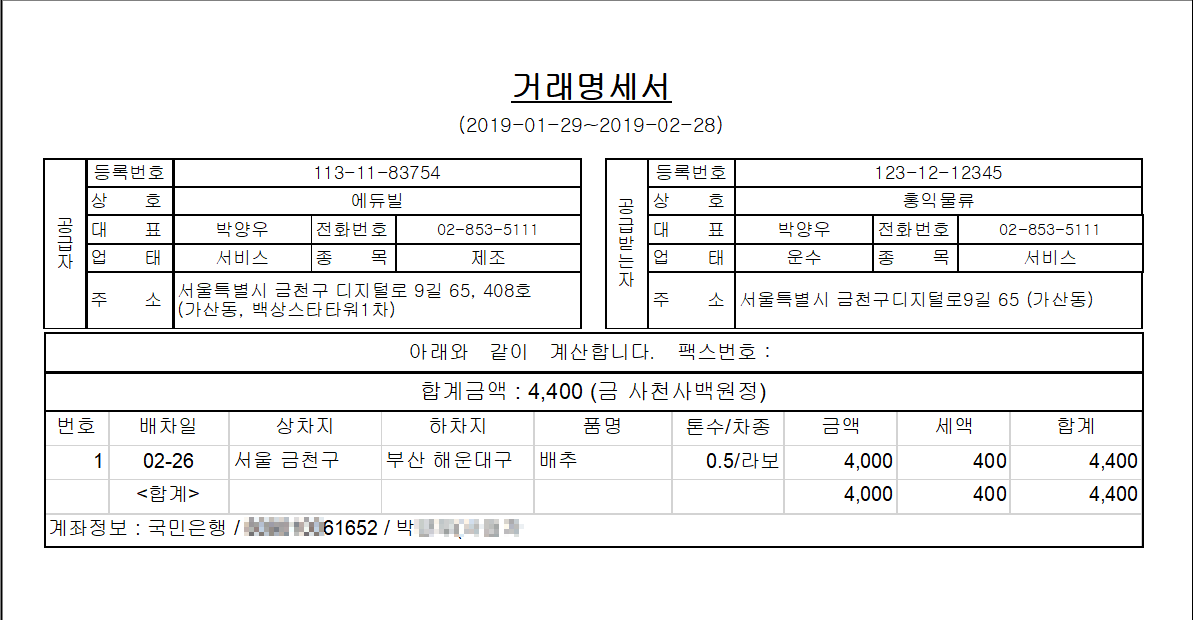 거래명세서
(2019-01-29~2019-02-28)
공급자
등록번호 113-11-83754
상 호 에듀빌
대 표 박양우 전화번호 02-853-5111
업 태 서비스 종 목 제조
주 소 서울특별시 금천구 디지털로 9길 65, 408호
(가산동, 백상스타타워1차)
공급받는자
등록번호 123-12-12345
상 호 홍익물류
대 표 박양우 전화번호 02-853-5111
업 태 운수 종 목 서비스
주 소 서울특별시 금천구디지털로9길 65 (가산동)
아래와 같이 계산합니다. 팩스번호 :
합계금액 : 4,400 (금 사천사백원정)
번호 배차일 상차지 하차지 품명 톤수/차종 금액 세액 합계
1 02-26 서울 금천구 부산 해운대구 배추 0.5/라보 4,000 400 4,400
<합계> 4,000 400 4,400
계좌정보 : 국민은행 / 61652 / 박